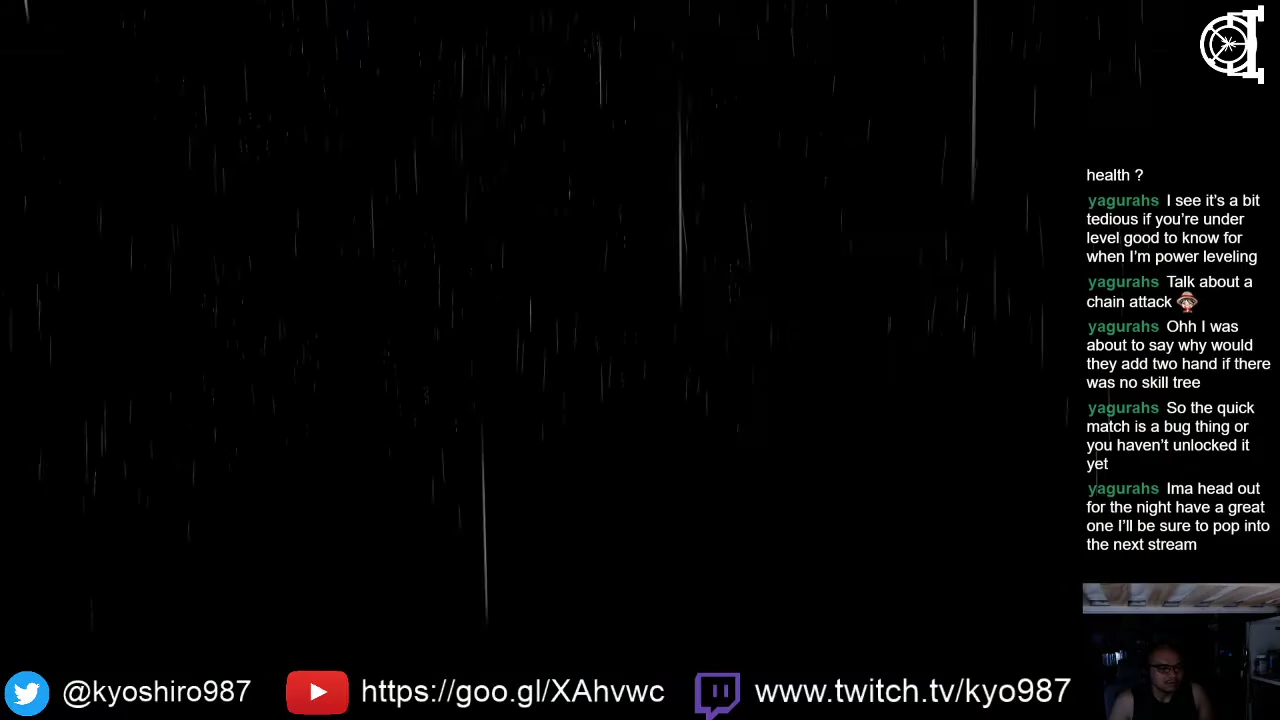 health ?
yagurahs I see it's a bit
tedious if you’re under
level good to know for
when I’m power leveling
yagurahs Talk about a
chain attack
yagurahs Ohh I was
about to say why would
they add two hand if there
was no skill tree
yagurahs So the quick
match is a bug thing or
you haven’t unlocked it
yet
yagurahs Ima head out
for the night have a great
one I’ll be sure to pop into
the next stream
@kyoshiro987 https://goo.gl/XAhvwc www.twitch.tv/kyo987